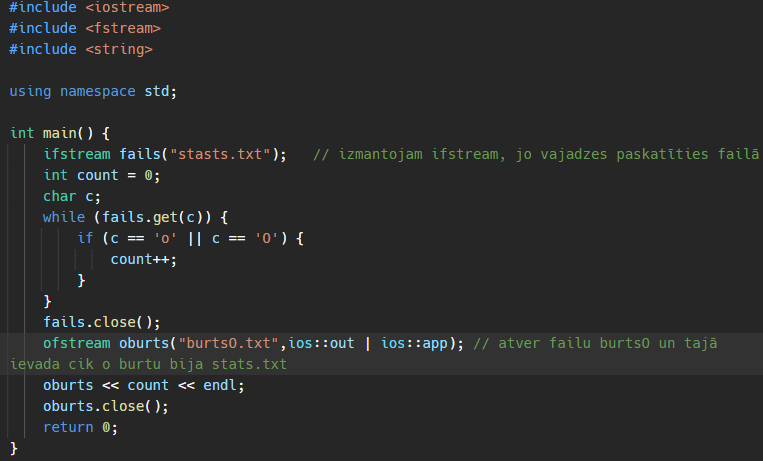 #include <iostream>
#include <fstream>
#include <string>
using namespace std;
int main() {
ifstream fails("stasts.txt");   // izmantojam ifstream, jo vajadzes paskatīties failā
int count = 0;
char c;
while (fails.get(c)) {
if (c == 'o' || c == 'O') {
count++;
}
}
fails.close();
ofstream oburts("burtsO.txt",ios::out | ios::app); // atver failu burtsO un tajā
ievada cik o burtu bija stats.txt
oburts << count << endl;
oburts.close();
return 0;
}